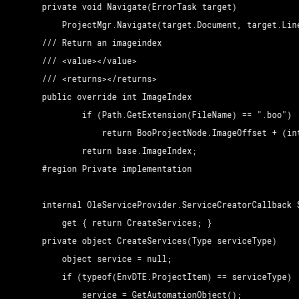 private void Navigate(ErrorTask target)
ProjectMgr.Navigate(target.Document, target.Line
/// Return an imageindex
/// <value></value>
/// <returns></returns>
public override int ImageIndex
if (Path.GetExtension(FileName) == ".boo")
return BooProjectNode.ImageOffset + (int
return base.ImageIndex;
#region Private implementation
internal OleServiceProvider.ServiceCreatorCallback S
get { return CreateServices; }
private object CreateServices(Type serviceType)
object service = null;
if (typeof(EnvDTE.ProjectItem) == serviceType)
service = GetAutomationObject();